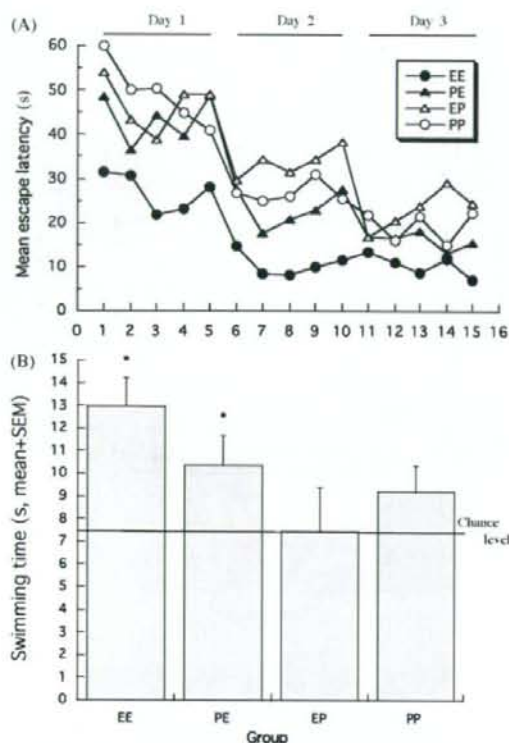 (A)
Day 1 Day 2 Day 3
60
50
40
30
20
10
0
Mean escape latency (s)
EE
PE
EP
PP
0 1 2 3 4 5 6 7 8 9 10 11 12 13 14 15 16
(B)
15
14
13
12
11
10
9
8
7
6
5
4
3
2
1
0
Swimming time (s, mean+SEM)
*
*
Chance
level
EE PE EP PP
Group